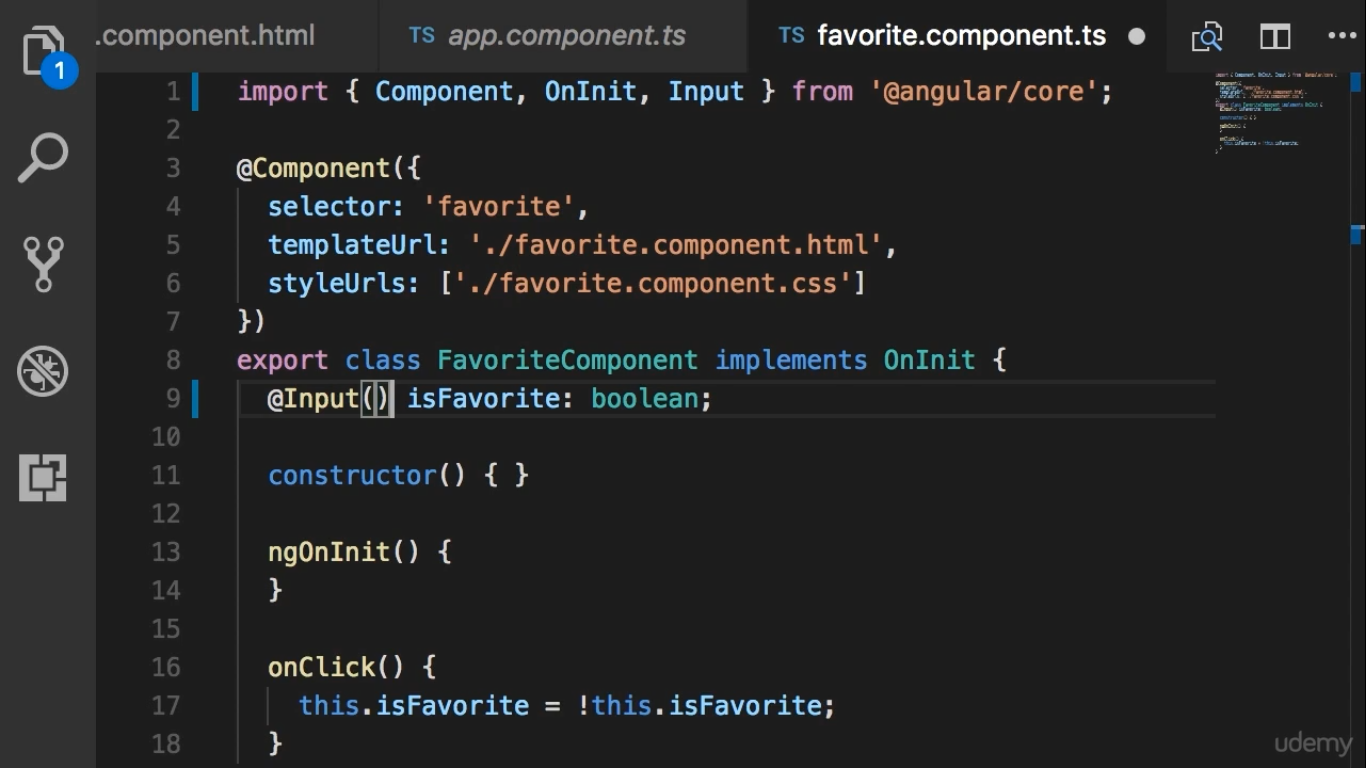 1
.component.html
TS app.component.ts
TS favorite.component.ts
1 import { Component, OnInit, Input } from '@angular/core';
2
3 @Component({
4 selector: 'favorite',
5 templateUrl: './favorite.component.html',
6 styleUrls: ['./favorite.component.css']
7 })
8 export class FavoriteComponent implements OnInit {
9 @Input() isFavorite: boolean;
10
11 constructor() { }
12
13 ngOnInit() {
14 }
15
16 onClick() {
17 this.isFavorite = !this.isFavorite;
18 }
udemy